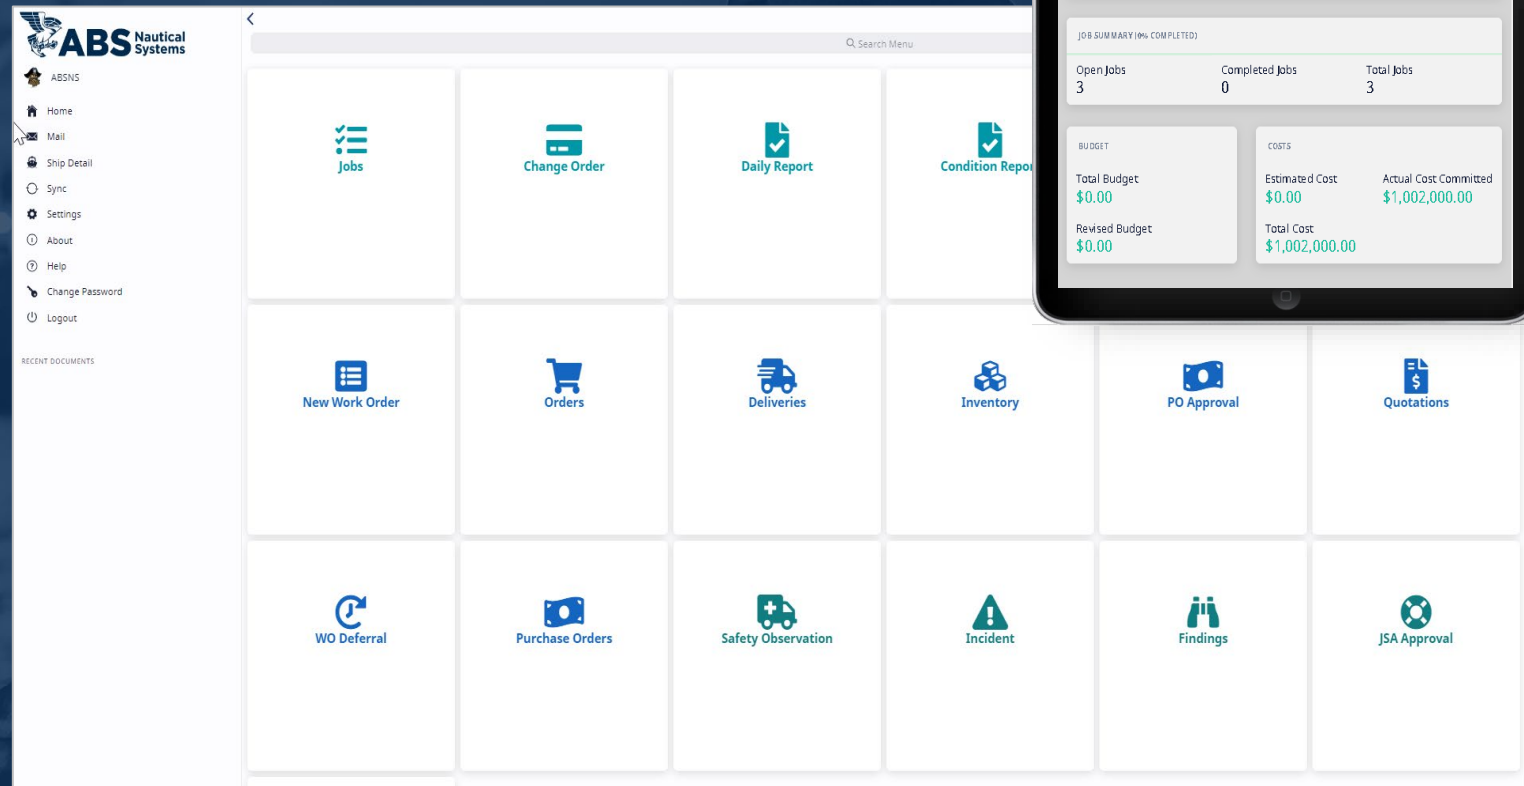 ABS Nautical
Systems
ABSNS
Home
Mail
Ship Detail
Sync
Settings
About
Help
Change Password
Logout
RECENT DOCUMENTS
Search Menu
Jobs
Change Order
Daily Report
Condition Repor
New Work Order
Orders
Deliveries
Inventory
PO Approval
Quotations
WO Deferral
Purchase Orders
Safety Observation
Incident
Findings
JSA Approval
JOB SUMMARY (0% COMPLETED)
Open Jobs
3
Completed Jobs
0
Total Jobs
3
BUDGET
Total Budget
$0.00
Revised Budget
$0.00
COSTS
Estimated Cost
$0.00
Actual Cost Committed
$1,002,000.00
Total Cost
$1,002,000.00